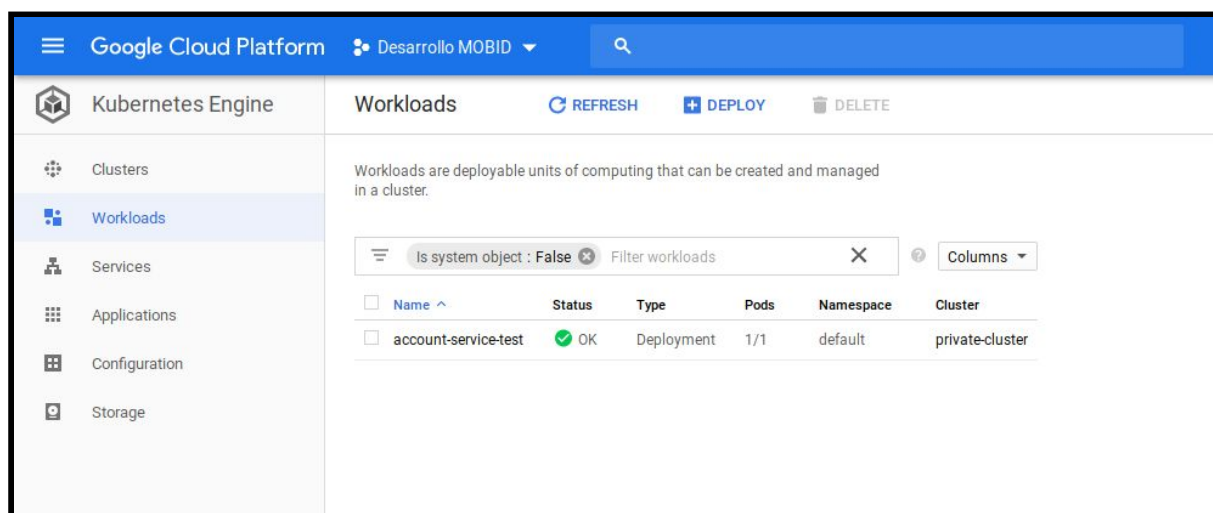 Google Cloud Platform Desarrollo MOBID
Kubernetes Engine
Clusters
Workloads
Services
Applications
Configuration
Storage
Workloads REFRESH DEPLOY DELETE
Workloads are deployable units of computing that can be created and managed
in a cluster.
Is system object : False Filter workloads Columns
Name Status Type Pods Namespace Cluster
account-service-test OK Deployment 1/1 default private-cluster